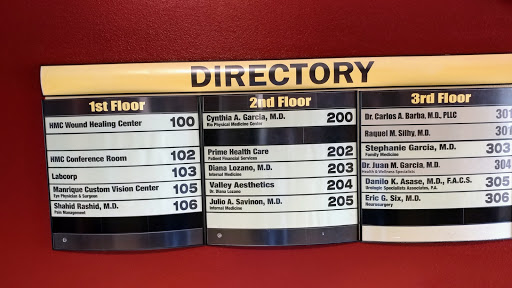 DIRECTORY
1st Floor
HMC Wound Healing Center 100
HMC Conference Room 102
Labcorp 103
Manrique Custom Vision Center 105
Eye Physician & Surgeon
Shahid Rashid, M.D. 106
Pain Management
2nd Floor
Cynthia A. Garcia, M.D. 200
Rio Physical Medicine Center
Prime Health Care 202
Patient Financial Services
Diana Lozano, M.D. 203
Internal Medicine
Valley Aesthetics 204
Dr. Diana Lozano
Julio A. Savinon, M.D. 205
Internal Medicine
3rd Floor
Dr. Carlos A. Barba, M.D., PLLC 301
Raquel M. Silhy, M.D.
Stephanie Garcia, M.D. 303
Family Medicine
Dr. Juan M. Garcia, M.D. 304
Health & Wellness Specialists
Danilo K. Asase, M.D., F.A.C.S. 305
Urologic Specialists Associates, P.A.
Eric G. Six, M.D. 306
Neurosurgery